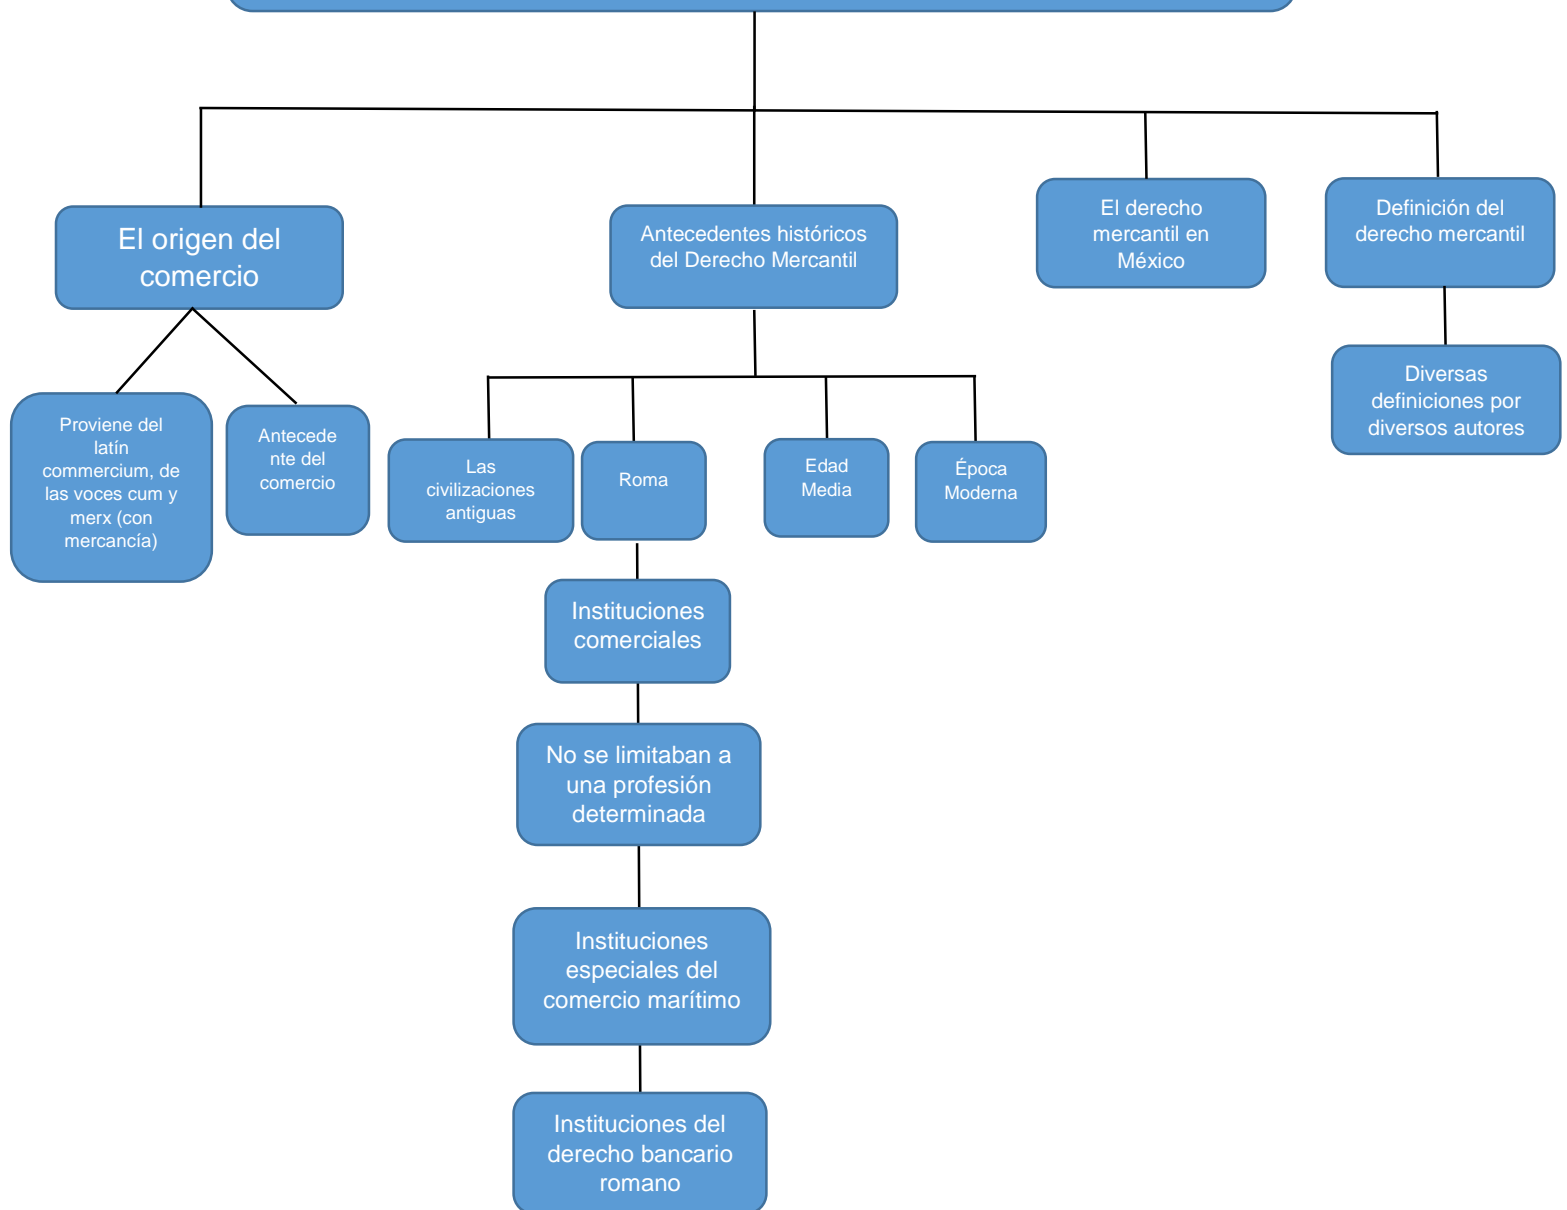 El origen del
comercio
Antecedentes históricos
del Derecho Mercantil
El derecho
mercantil en
México
Definición del
derecho mercantil
Proviene del
latín
commercium, de
las voces cum y
merx (con
mercancía)
Antecede
nte del
comercio
Las
civilizaciones
antiguas
Roma
Edad
Media
Época
Moderna
Diversas
definiciones por
diversos autores
Instituciones
comerciales
No se limitaban a
una profesión
determinada
Instituciones
especiales del
comercio marítimo
Instituciones del
derecho bancario
romano